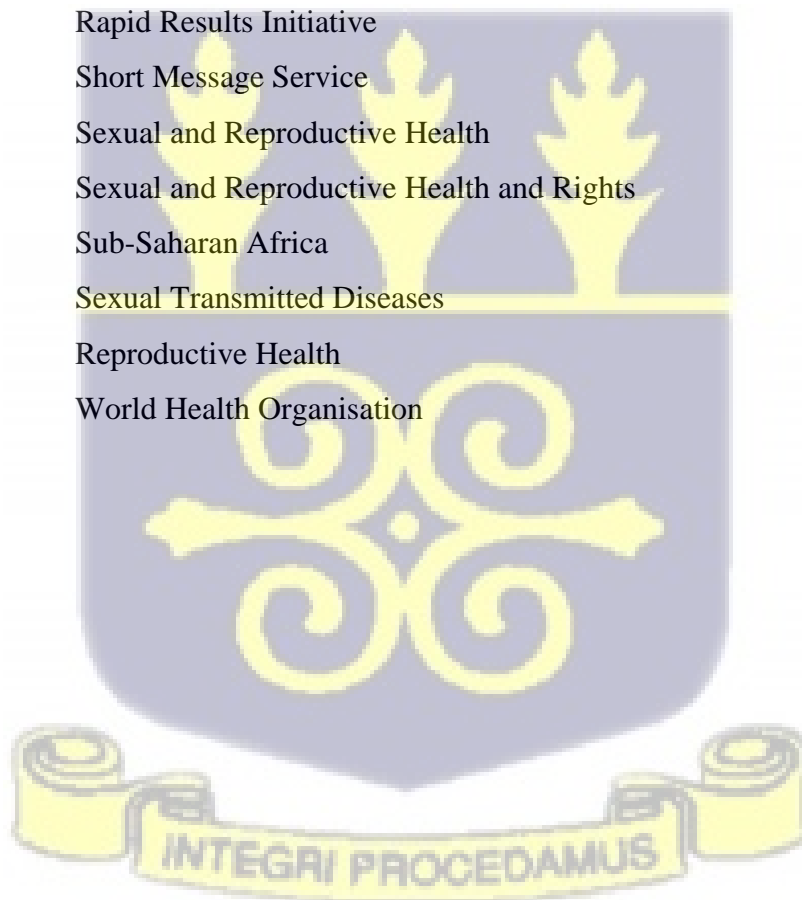 Rapid Results Initiative
Short Message Service
Sexual and Reproductive Health
Sexual and Reproductive Health and Rights
Sub-Saharan Africa
Sexual Transmitted Diseases
Reproductive Health
World Health Organisation
INTEGRI PROCEDAMUS